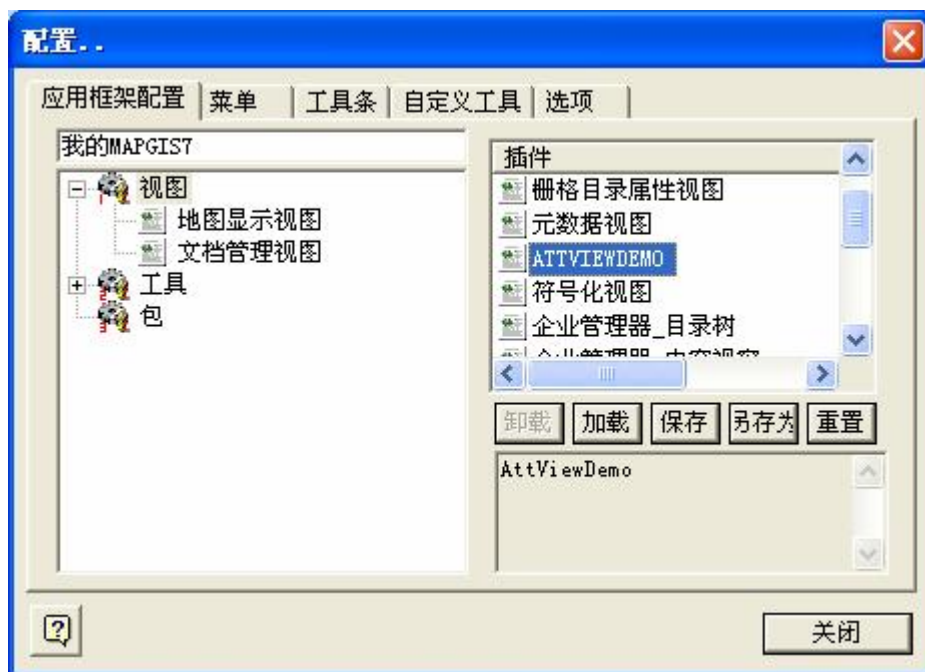 配置..
应用框架配置 菜单 工具条 自定义工具 选项
我的MAPGIS7
视图
地图显示视图
文档管理视图
工具
包
插件
栅格目录属性视图
元数据视图
ATTVIEWDEMO
符号化视图
企业管理器_目录树
卸载 加载 保存 另存为 重置
AttViewDemo
关闭